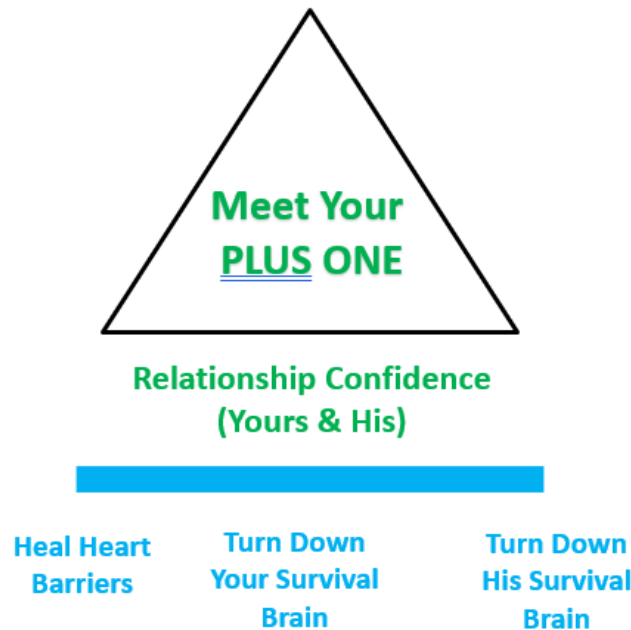 Meet Your
PLUS ONE
Relationship Confidence
(Yours & His)
Heal Heart
Barriers
Turn Down
Your Survival
Brain
Turn Down
His Survival
Brain